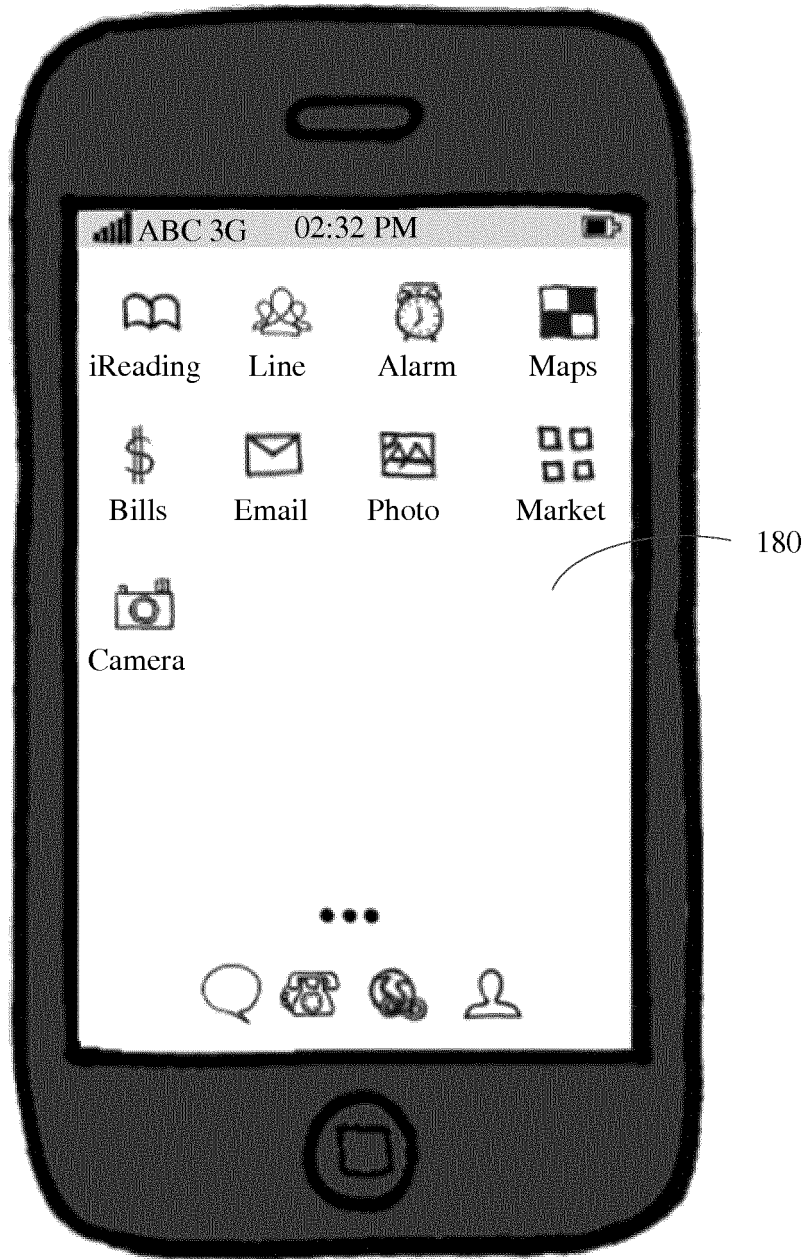 ABC 3G 02:32 PM
iReading Line Alarm Maps
$
Bills Email Photo Market
180
Camera